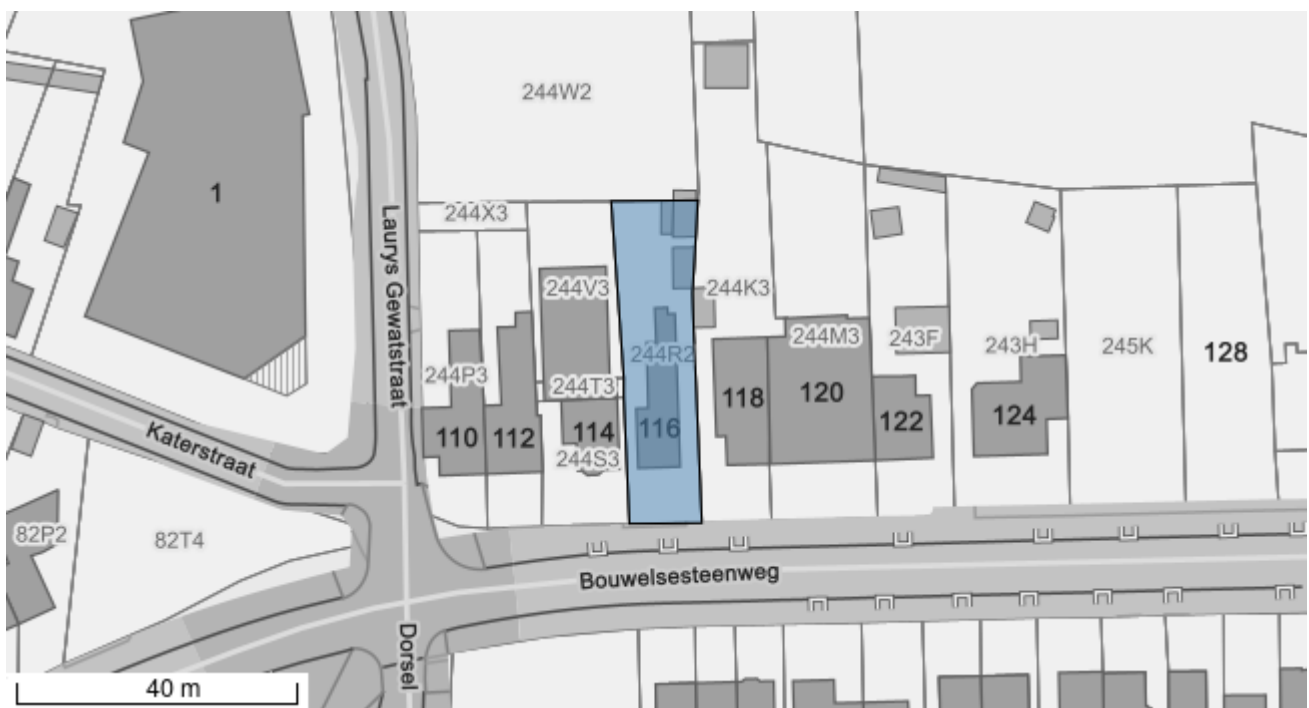 244W2
1
244X3
Laurys Gewatstraat
244V3
244K3
244P3
244T3
244R2
244M3
243F
243H
245K
128
118
120
122
124
110
112
114
116
244S3
Katerstraat
82P2
82T4
Bouwelsesteenweg
Dorsel
40 m